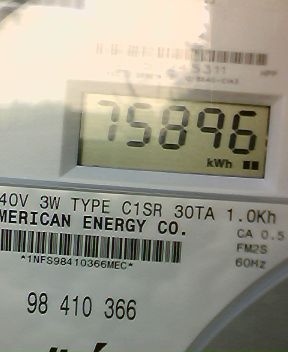 75896
kWh
40V 3W TYPE C1SR 30TA 1.0Kh
MERICAN ENERGY CO.
CA 0.5
FM2S
60Hz
*1NFS98410366MEC*
98 410 366